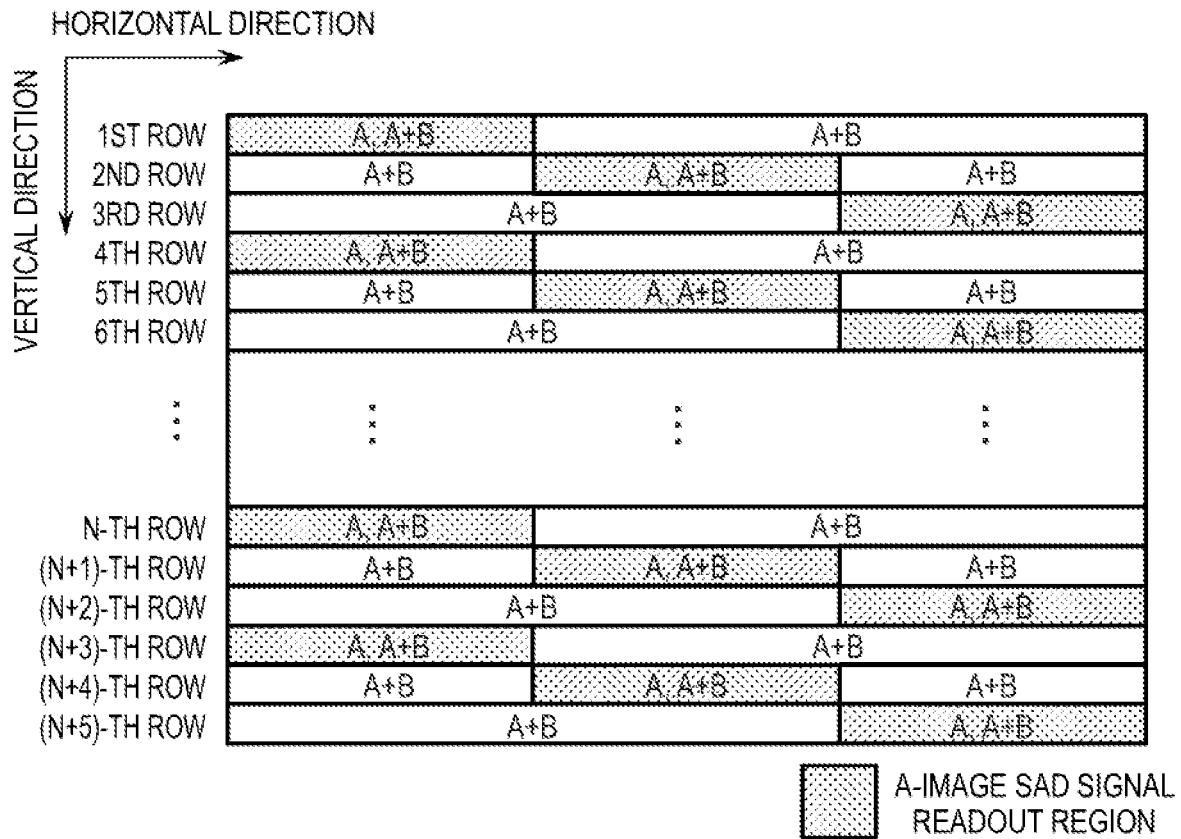 HORIZONTAL DIRECTION
VERTICAL DIRECTION
1ST ROW A, A+B A+B
2ND ROW A+B A, A+B A+B
3RD ROW A+B A, A+B
4TH ROW A, A+B A+B
5TH ROW A+B A, A+B A+B
6TH ROW A+B A, A+B
N-TH ROW A, A+B A+B
(N+1)-TH ROW A+B A, A+B A+B
(N+2)-TH ROW A+B A, A+B
(N+3)-TH ROW A, A+B A+B
(N+4)-TH ROW A+B A, A+B A+B
(N+5)-TH ROW A+B A, A+B
A-IMAGE SAD SIGNAL
READOUT REGION